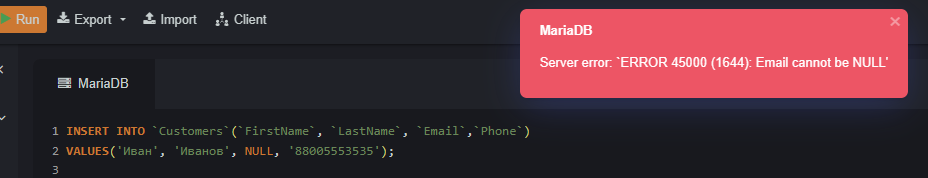 Run Export Import Client
MariaDB
Server error: `ERROR 45000 (1644): Email cannot be NULL'
MariaDB
1 INSERT INTO `Customers`(`FirstName`, `LastName`, `Email`,`Phone`)
2 VALUES('Иван', 'Иванов', NULL, '88005553535');
3